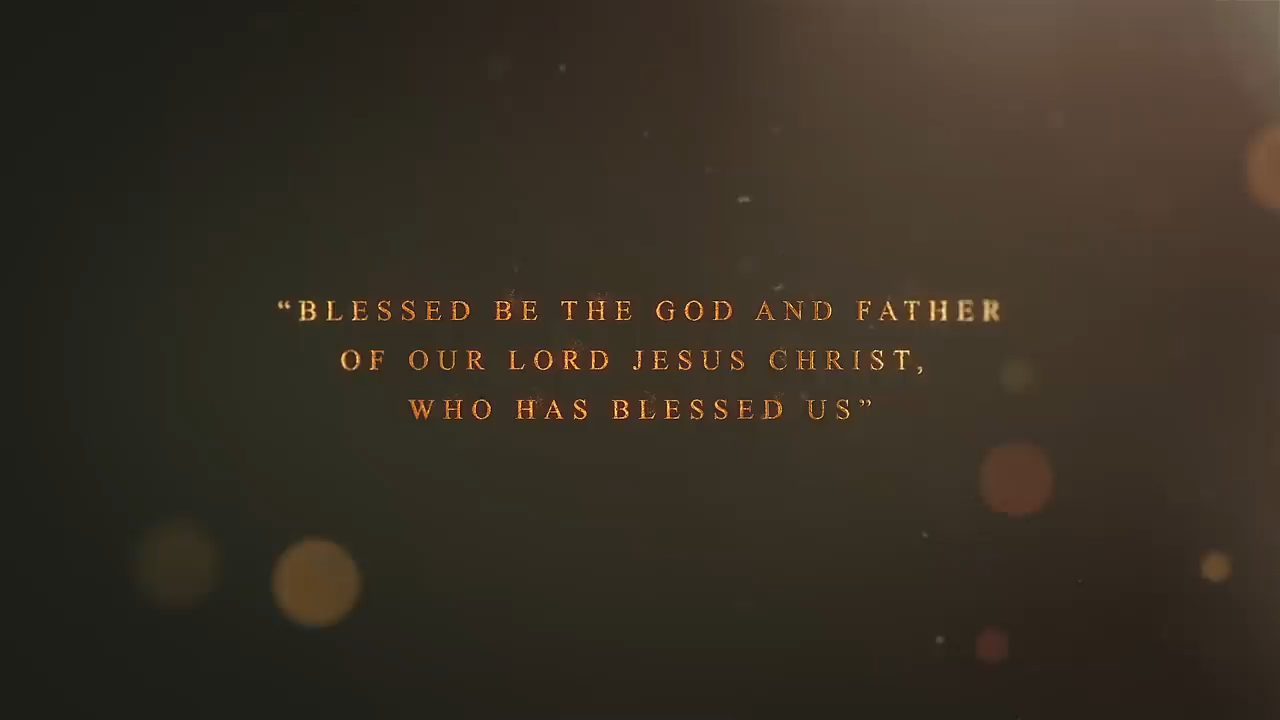 “BLESSED BE THE GOD AND FATHER
OF OUR LORD JESUS CHRIST,
WHO HAS BLESSED US”